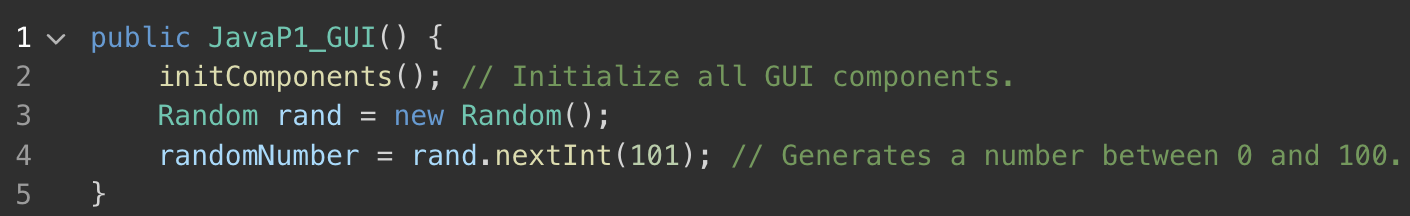 1 public JavaP1_GUI() {
2 initComponents(); // Initialize all GUI components.
3 Random rand = new Random();
4 randomNumber = rand.nextInt(101); // Generates a number between 0 and 100.
5 }